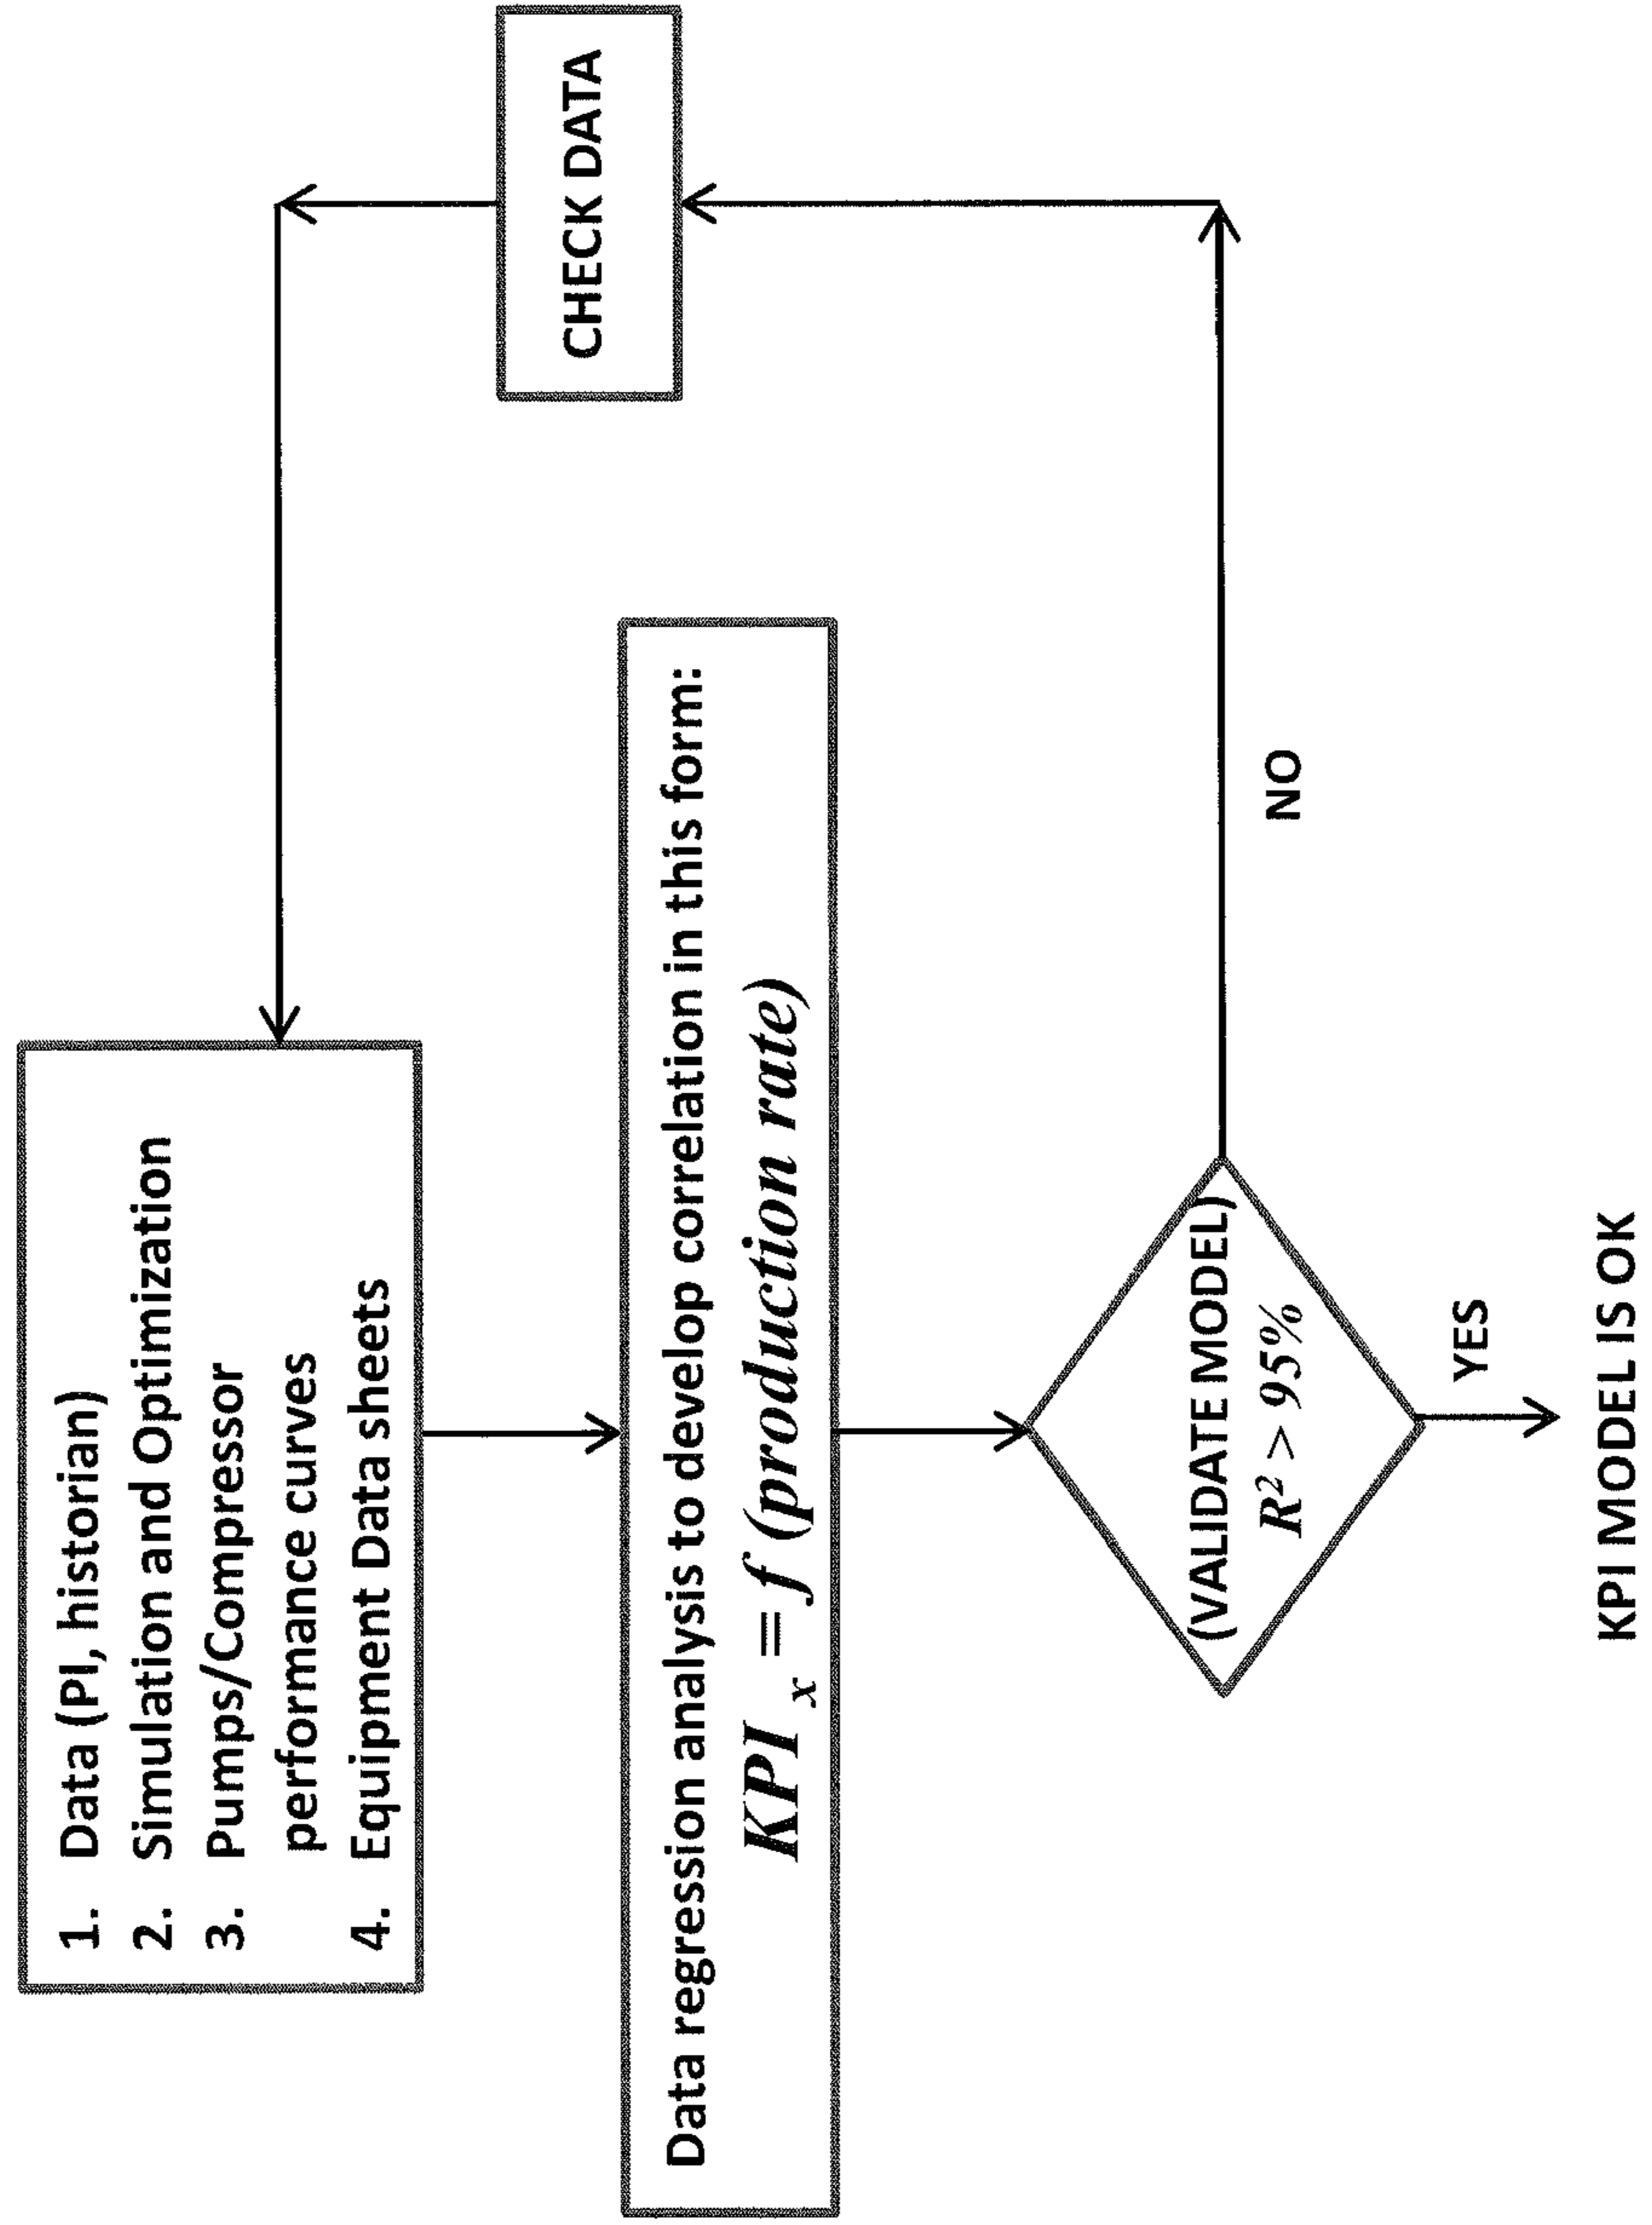 1. Data (PI, historian)
2. Simulation and Optimization
3. Pumps/Compressor
performance curves
4. Equipment Data sheets
Data regression analysis to develop correlation in this form:
KPI x = f (production rate)
(VALIDATE MODEL)
R² > 95%
NO
CHECK DATA
YES
KPI MODEL IS OK